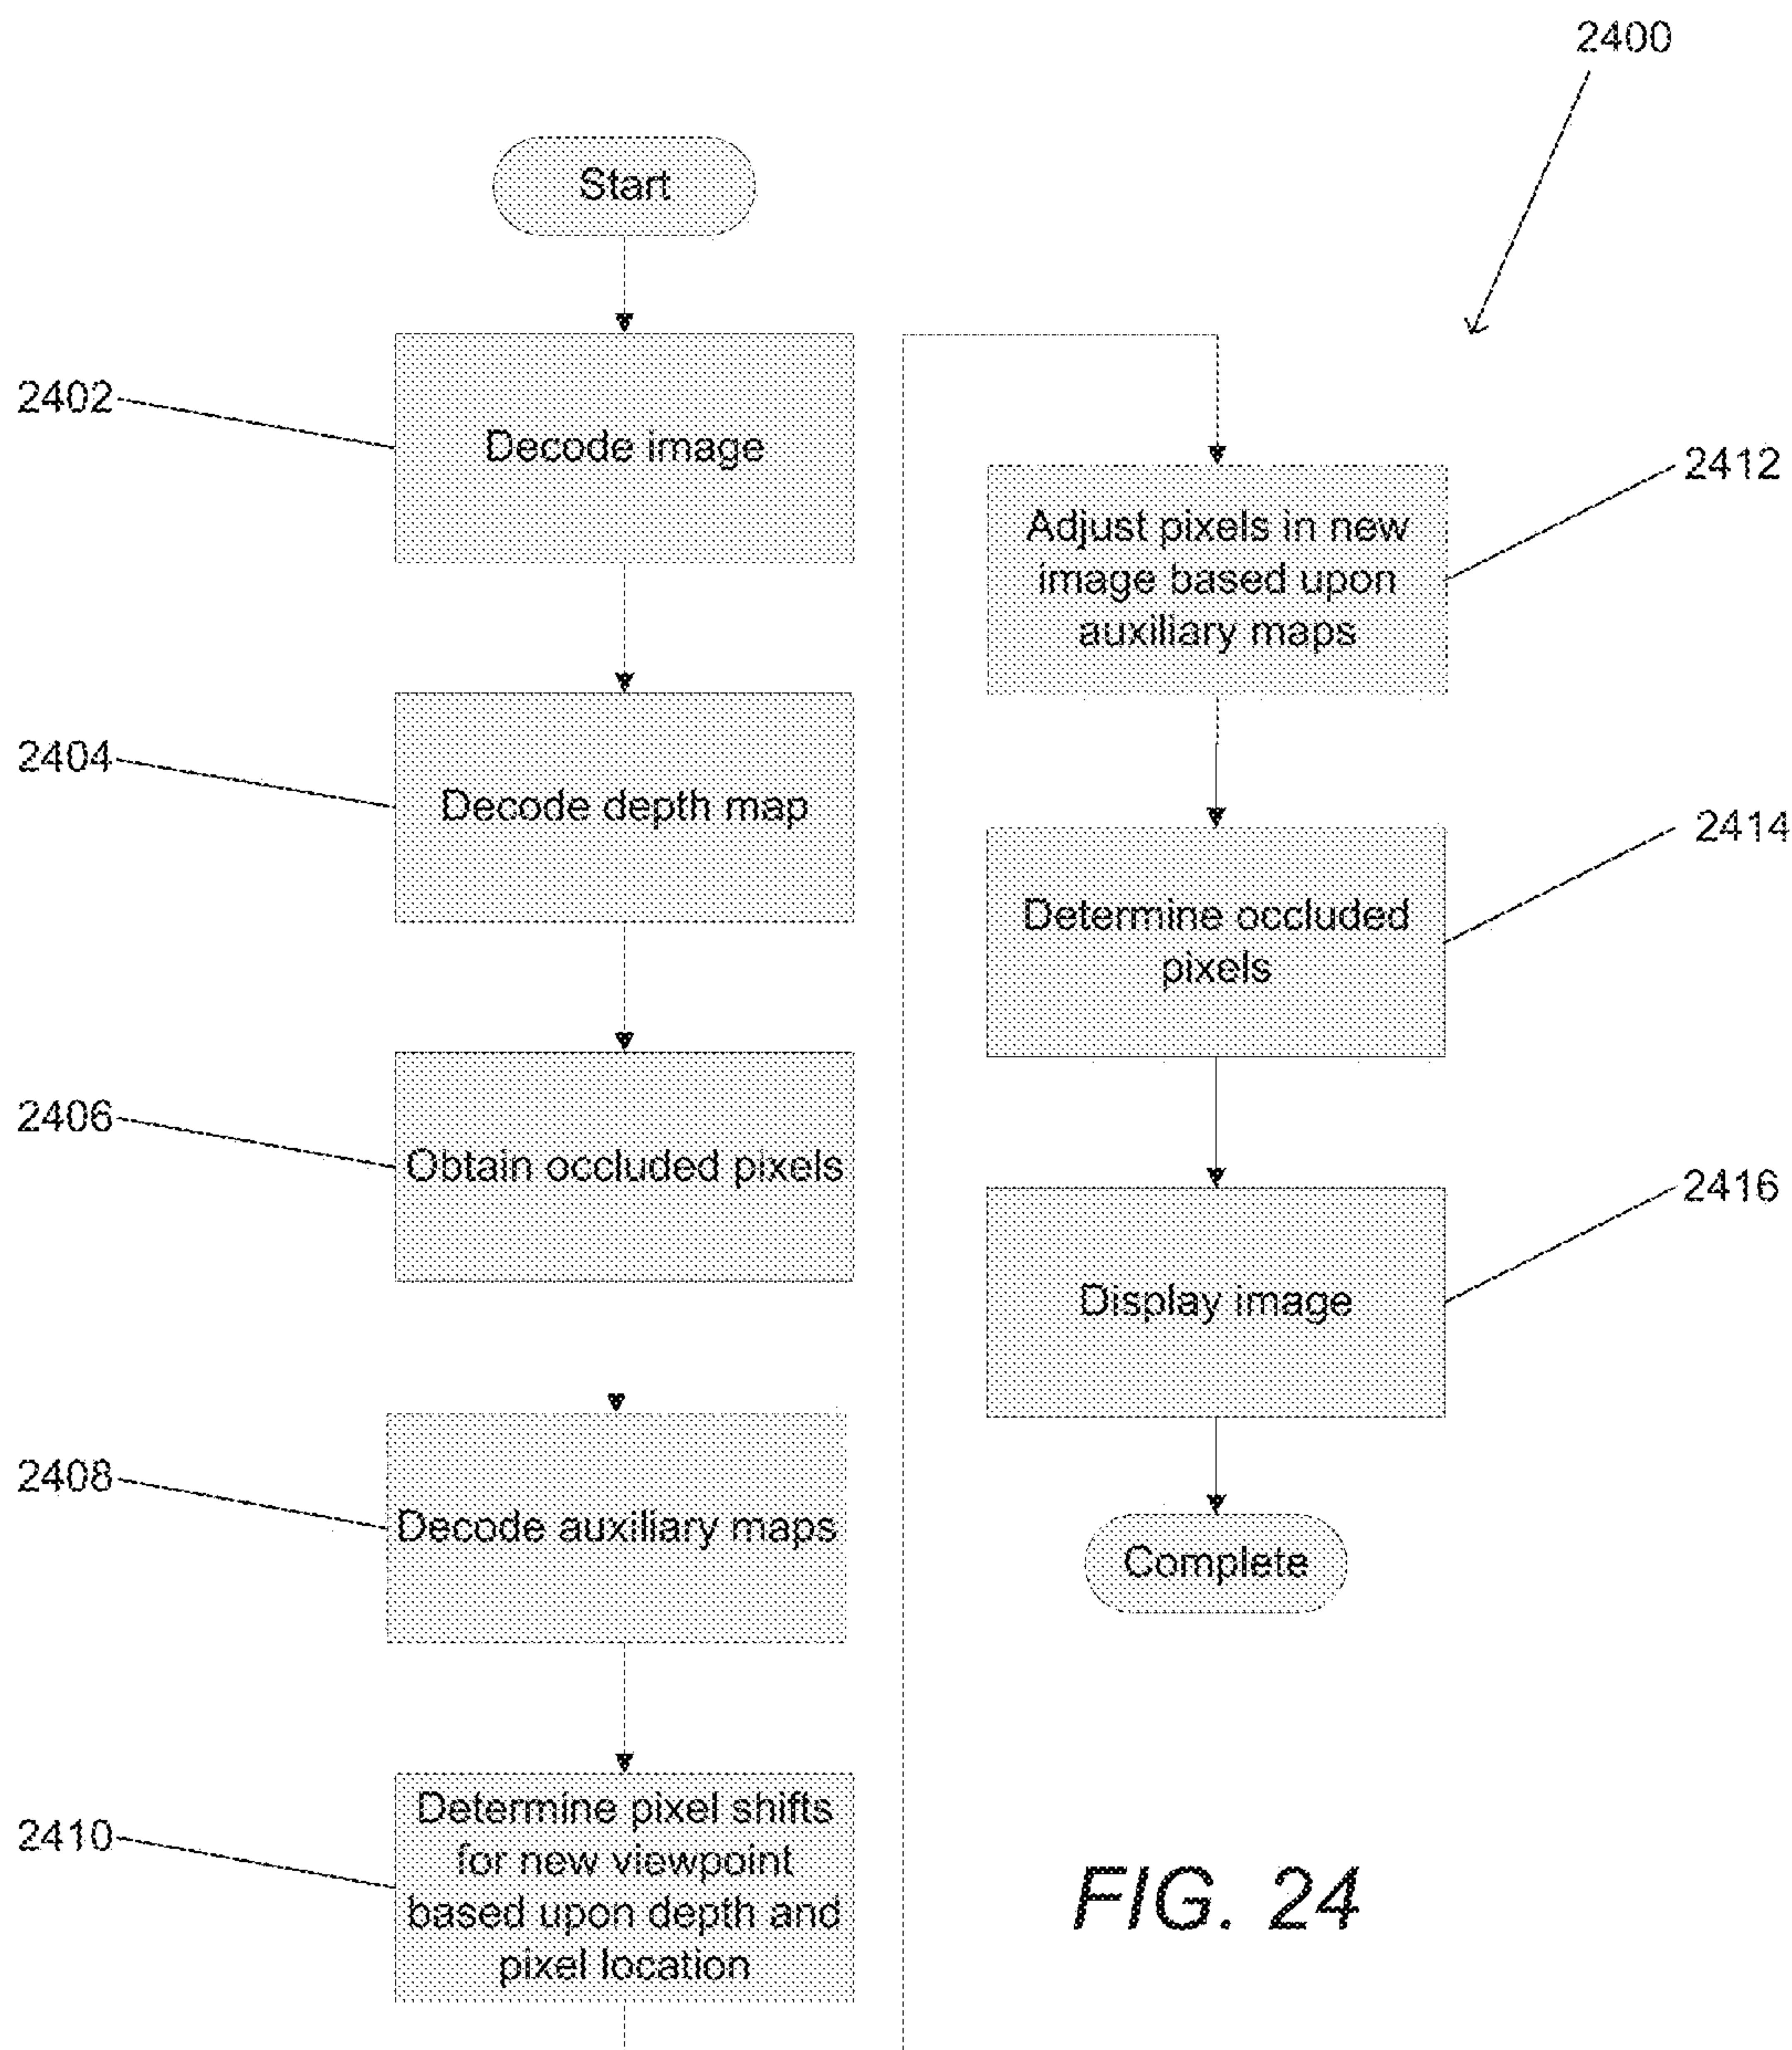 2400
Start
2402
Decode image
2404
Decode depth map
2406
Obtain occluded pixels
2408
Decode auxiliary maps
2410
Determine pixel shifts
for new viewpoint
based upon depth and
pixel location
2412
Adjust pixels in new
image based upon
auxiliary maps
2414
Determine occluded
pixels
2416
Display image
Complete
FIG. 24